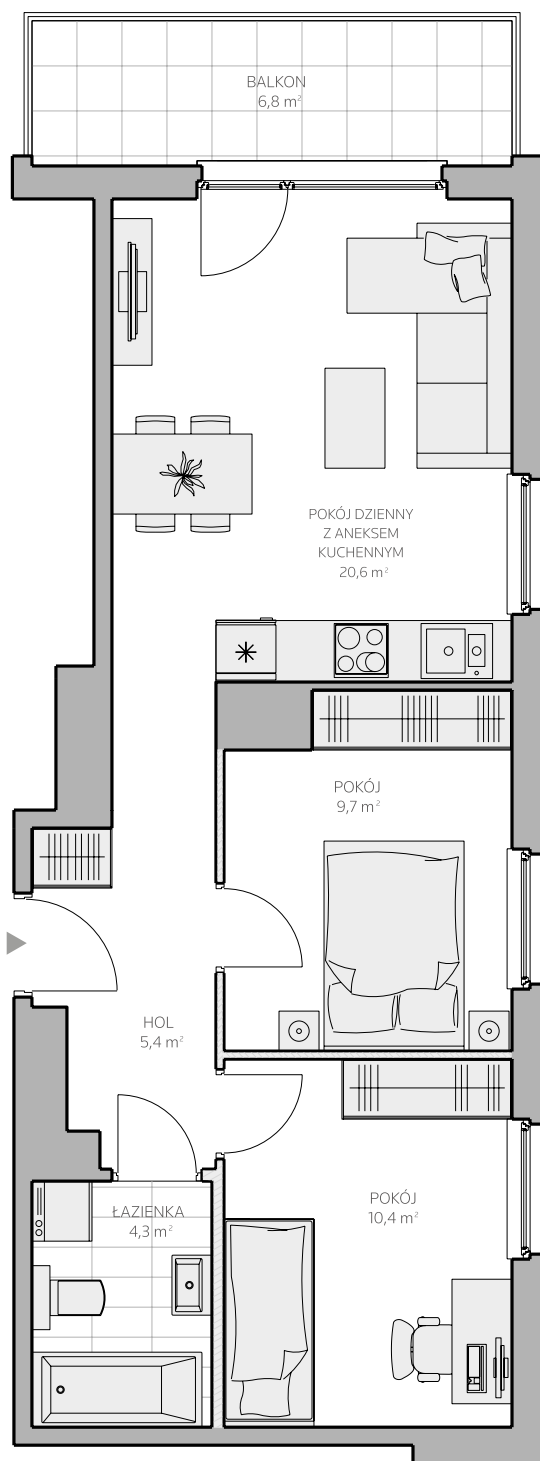 BALKON
6,8 m²
POKÓJ DZIENNY
Z ANEKSEM
KUCHENNYM
20,6 m²
POKÓJ
9,7 m²
HOL
5,4 m²
ŁAZIENKA
4,3 m²
POKÓJ
10,4 m²